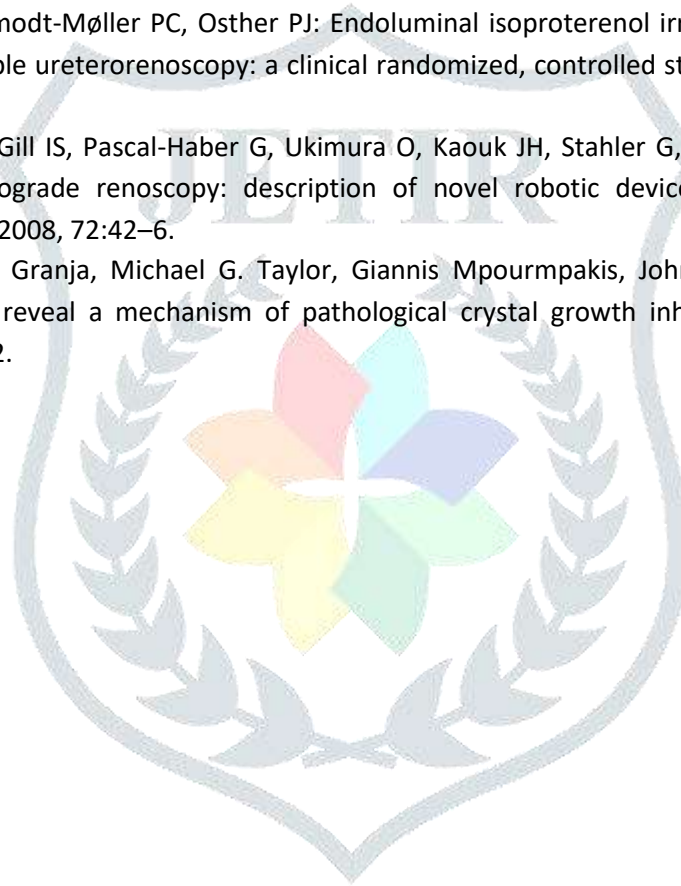 modt-Møller PC, Osther PJ: Endoluminal isoproterenol irr
ple ureterorenoscopy: a clinical randomized, controlled st
Gill IS, Pascal-Haber G, Ukimura O, Kaouk JH, Stahler G,
ograde renoscopy: description of novel robotic device
2008, 72:42–6.
Granja, Michael G. Taylor, Giannis Mpourmpakis, Joh
reveal a mechanism of pathological crystal growth inh
2.
JETIR